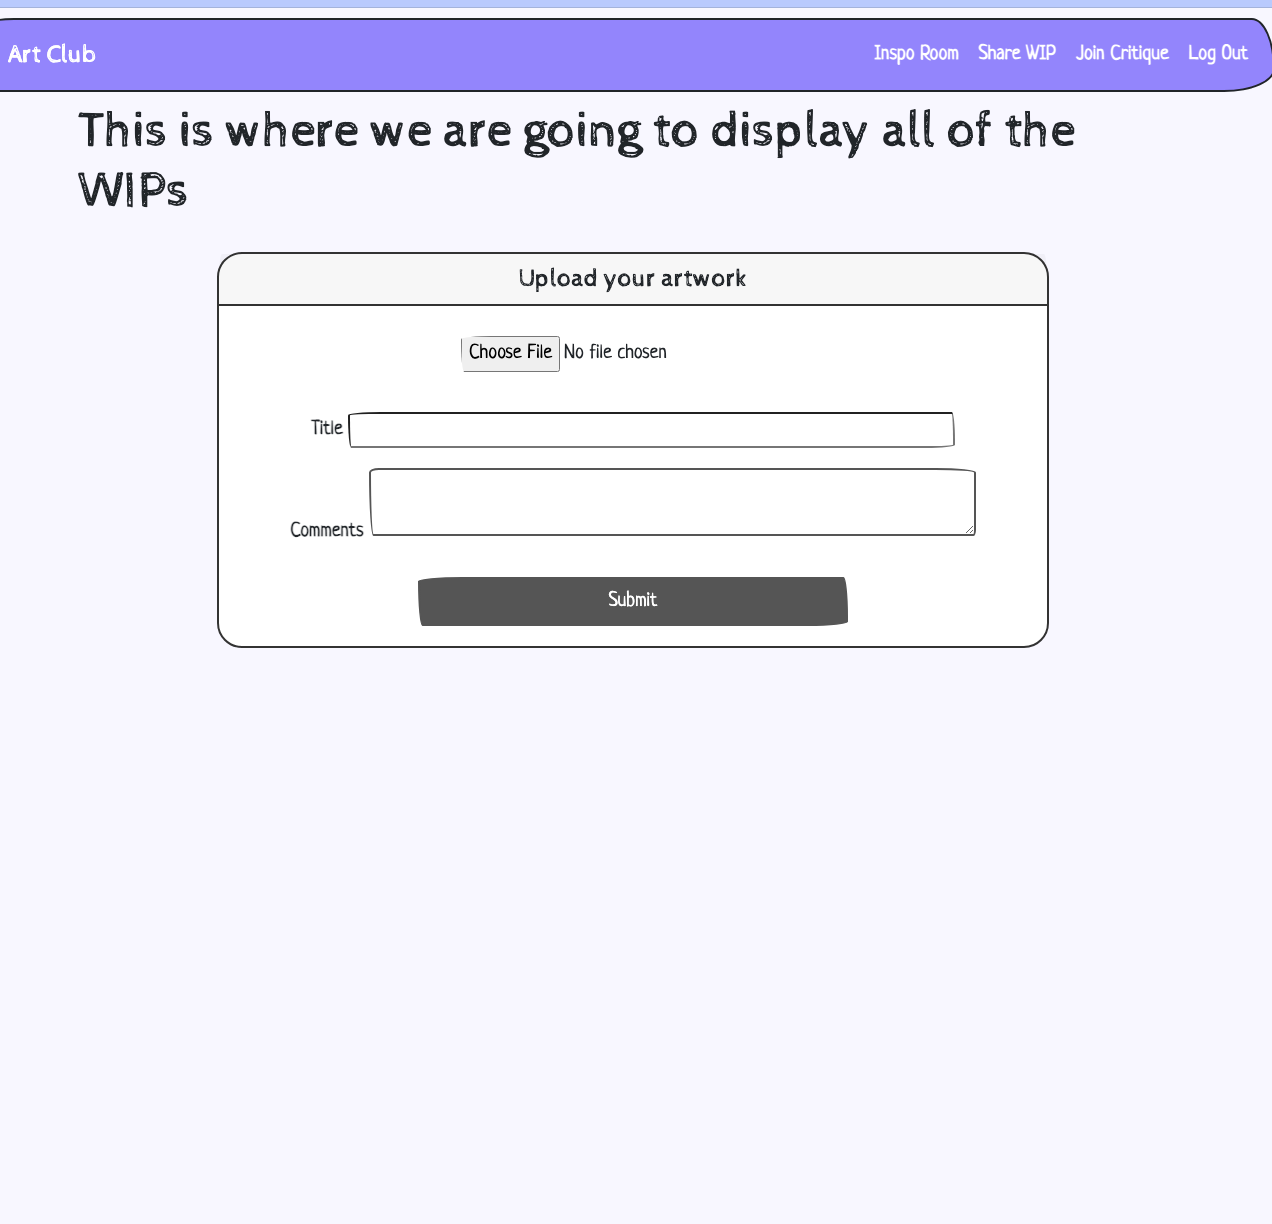 Art Club Inspo Room Share WIP Join Critique Log Out
This is where we are going to display all of the
WIPs
Upload your artwork
Choose File No file chosen
Title
Comments
Submit